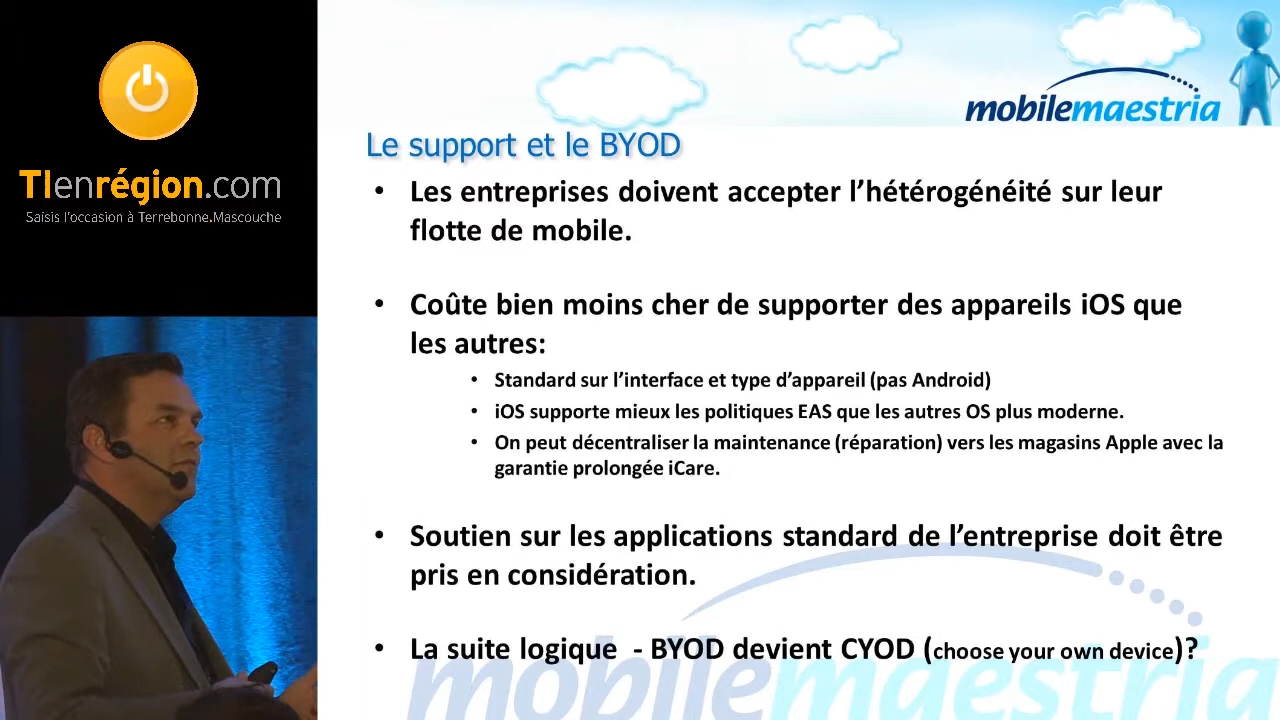 TIenrégion.com
Saisis l'occasion à Terrebonne.Mascouche
mobilemaestria
Le support et le BYOD
• Les entreprises doivent accepter l'hétérogénéité sur leur
flotte de mobile.
• Coûte bien moins cher de supporter des appareils iOS que
les autres:
• Standard sur l'interface et type d'appareil (pas Android)
• iOS supporte mieux les politiques EAS que les autres OS plus moderne.
• On peut décentraliser la maintenance (réparation) vers les magasins Apple avec la
garantie prolongée iCare.
• Soutien sur les applications standard de l'entreprise doit être
pris en considération.
• La suite logique - BYOD devient CYOD (choose your own device)?
mobilemaestria